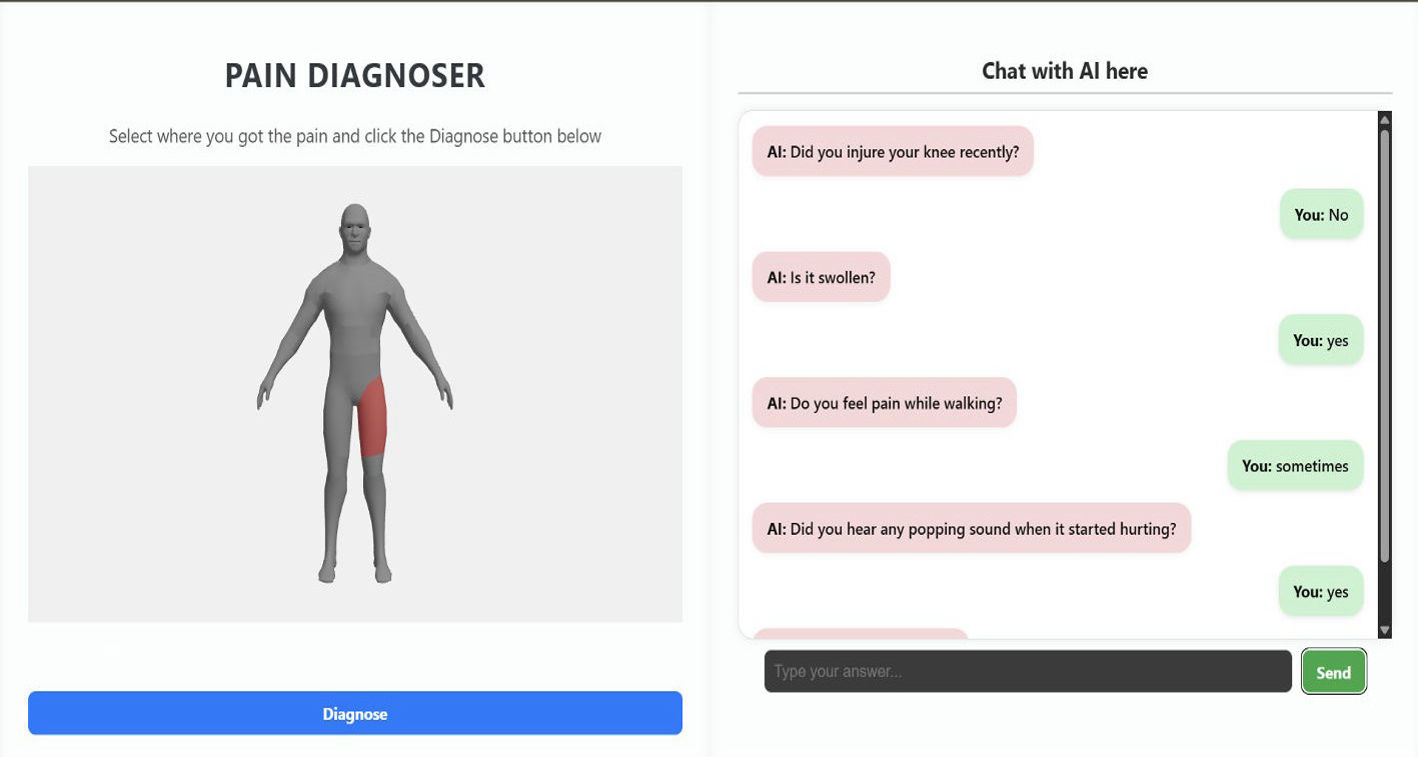 PAIN DIAGNOSER
Select where you got the pain and click the Diagnose button below
Diagnose
Chat with AI here
AI: Did you injure your knee recently?
You: No
AI: Is it swollen?
You: yes
AI: Do you feel pain while walking?
You: sometimes
AI: Did you hear any popping sound when it started hurting?
You: yes
Type your answer...
Send